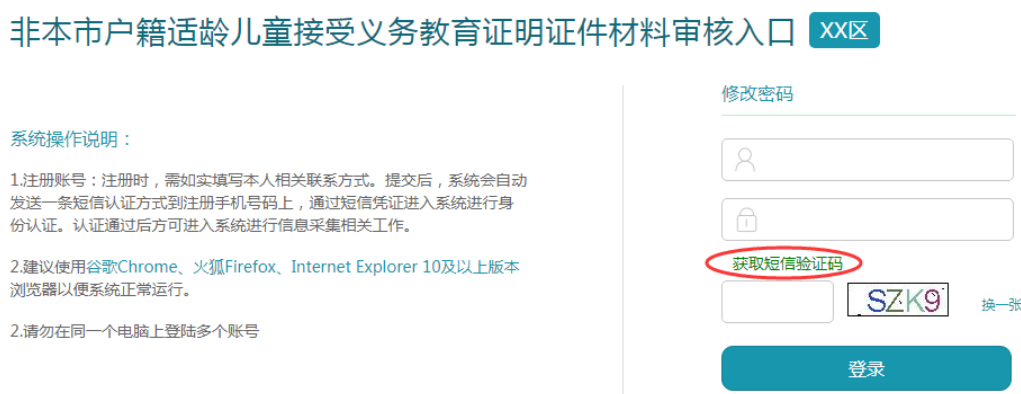 非本市户籍适龄儿童接受义务教育证明证件材料审核入口 XX区
系统操作说明：
1.注册账号：注册时，需如实填写本人相关联系方式。提交后，系统会自动
发送一条短信认证方式到注册手机号码上，通过短信凭证进入系统进行身
份认证。认证通过后方可进入系统进行信息采集相关工作。
2.建议使用谷歌Chrome、火狐Firefox、Internet Explorer 10及以上版本
浏览器以便系统正常运行。
2.请勿在同一个电脑上登陆多个账号
修改密码
获取短信验证码
SZK9
换一张
登录